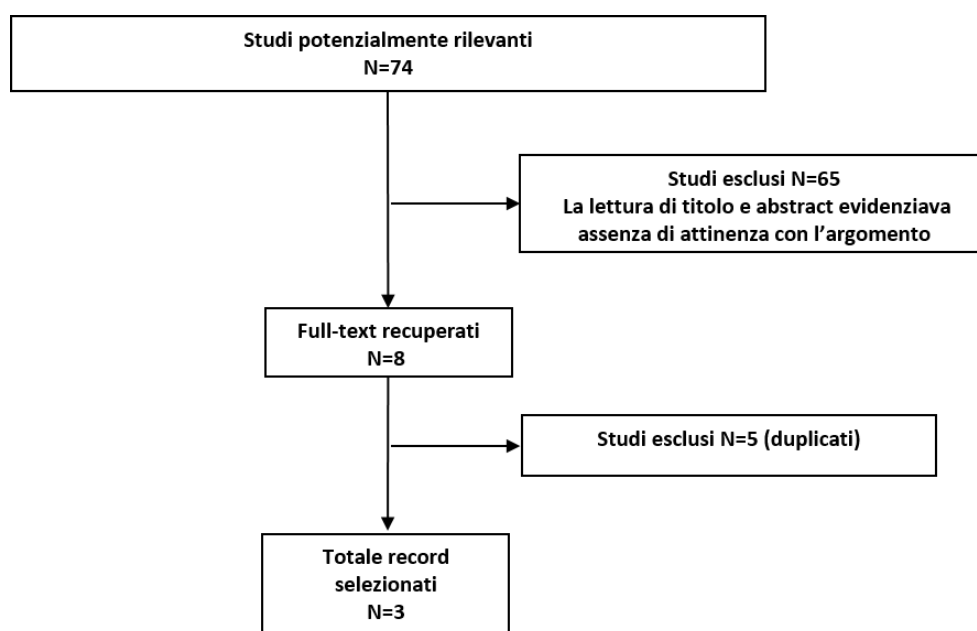 Studi potenzialmente rilevanti
N=74
Studi esclusi N=65
La lettura di titolo e abstract evidenziava
assenza di attinenza con l’argomento
Full-text recuperati
N=8
Studi esclusi N=5 (duplicati)
Totale record
selezionati
N=3